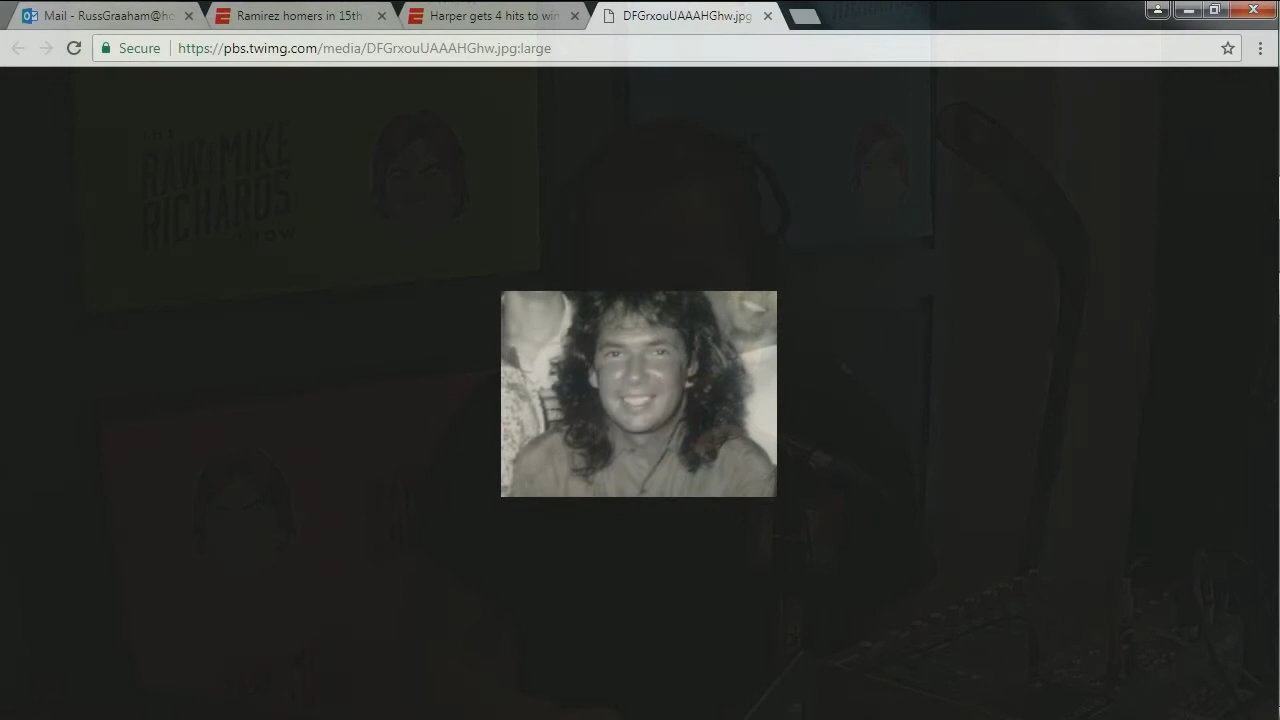 Mail - RussGraaham@ho
Ramirez homers in 15th
Harper gets 4 hits to win
DFGrxouUAAAHGhw.jpg
Secure
https://pbs.twimg.com/media/DFGrxouUAAAHGhw.jpg:large
THE
RAW MIKE
RICHARDS
SHOW